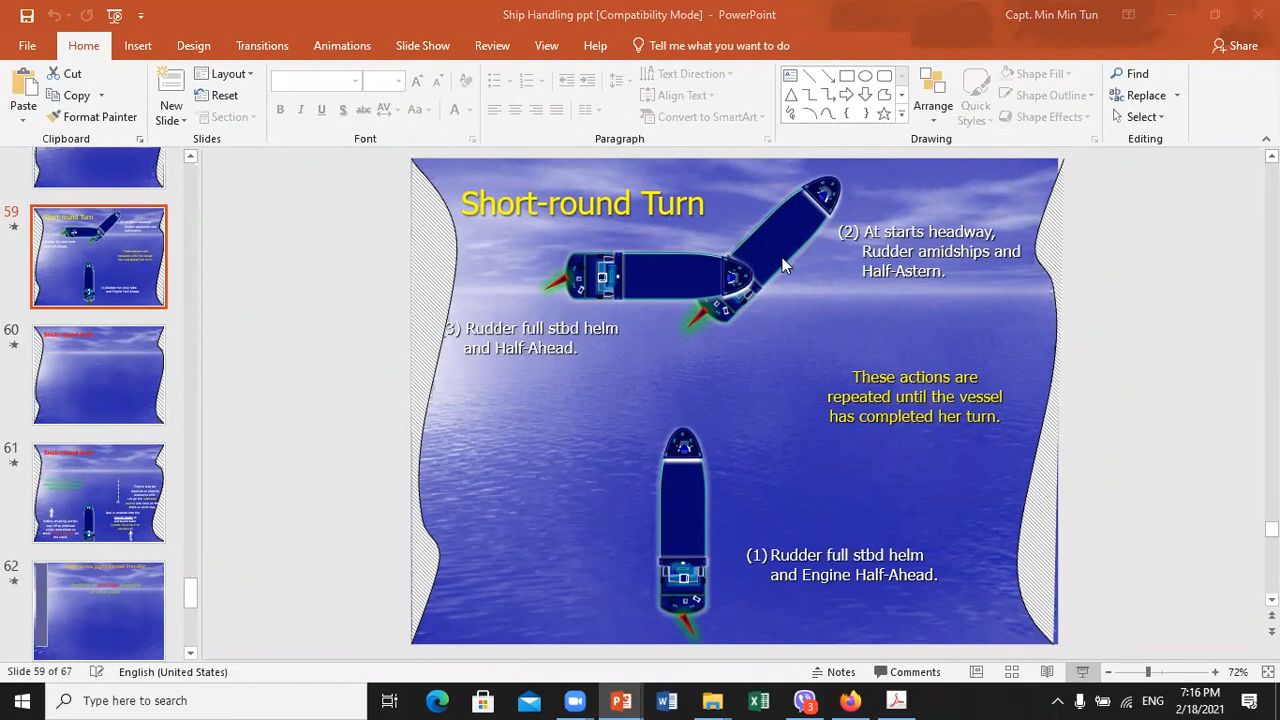 Ship Handling ppt [Compatibility Mode] - PowerPoint
Capt. Min Min Tun
File
Home
Insert
Design
Transitions
Animations
Slide Show
Review
View
Help
Tell me what you want to do
Share
Paste
Cut
Copy
Format Painter
Clipboard
New
Slide
Layout
Reset
Section
Slides
B
I
U
S
abc
AV
Aa
A
Font
Text Direction
Align Text
Convert to SmartArt
Paragraph
Arrange
Quick
Styles
Shape Fill
Shape Outline
Shape Effects
Drawing
Find
Replace
Select
Editing
59
60
61
62
Short-round Turn
(2) At starts headway,
Rudder amidships and
Half-Astern.
(3) Rudder full stbd helm
and Half-Ahead.
These actions are
repeated until the vessel
has completed her turn.
(1) Rudder full stbd helm
and Engine Half-Ahead.
Slide 59 of 67
English (United States)
Notes
Comments
72%
Type here to search
3
ENG
7:16 PM
2/18/2021